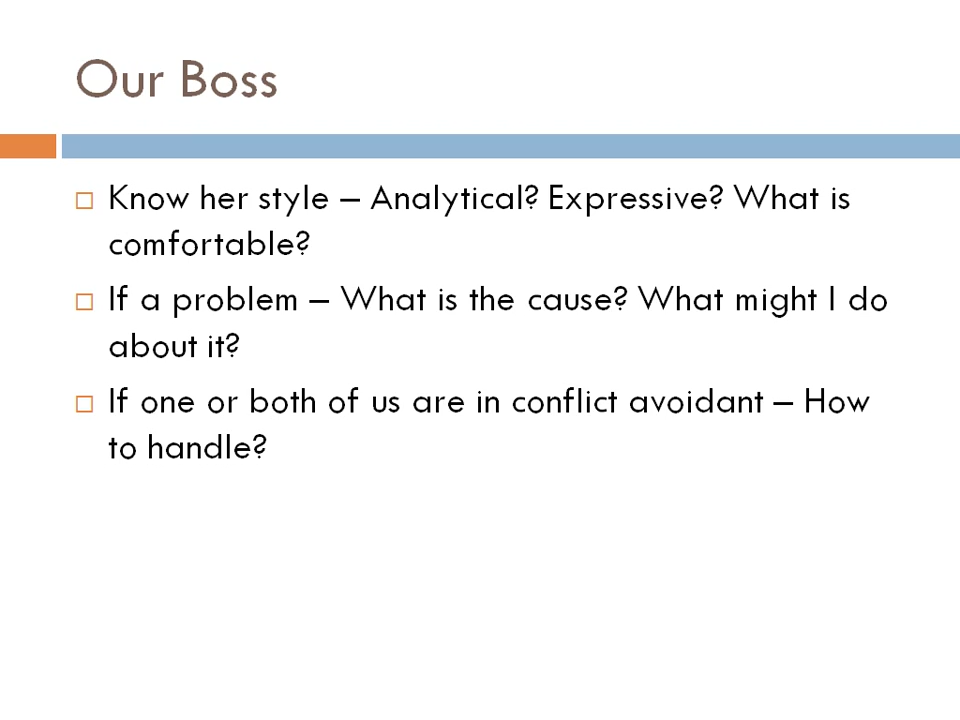 Our Boss
Know her style – Analytical? Expressive? What is
comfortable?
If a problem – What is the cause? What might I do
about it?
If one or both of us are in conflict avoidant – How
to handle?